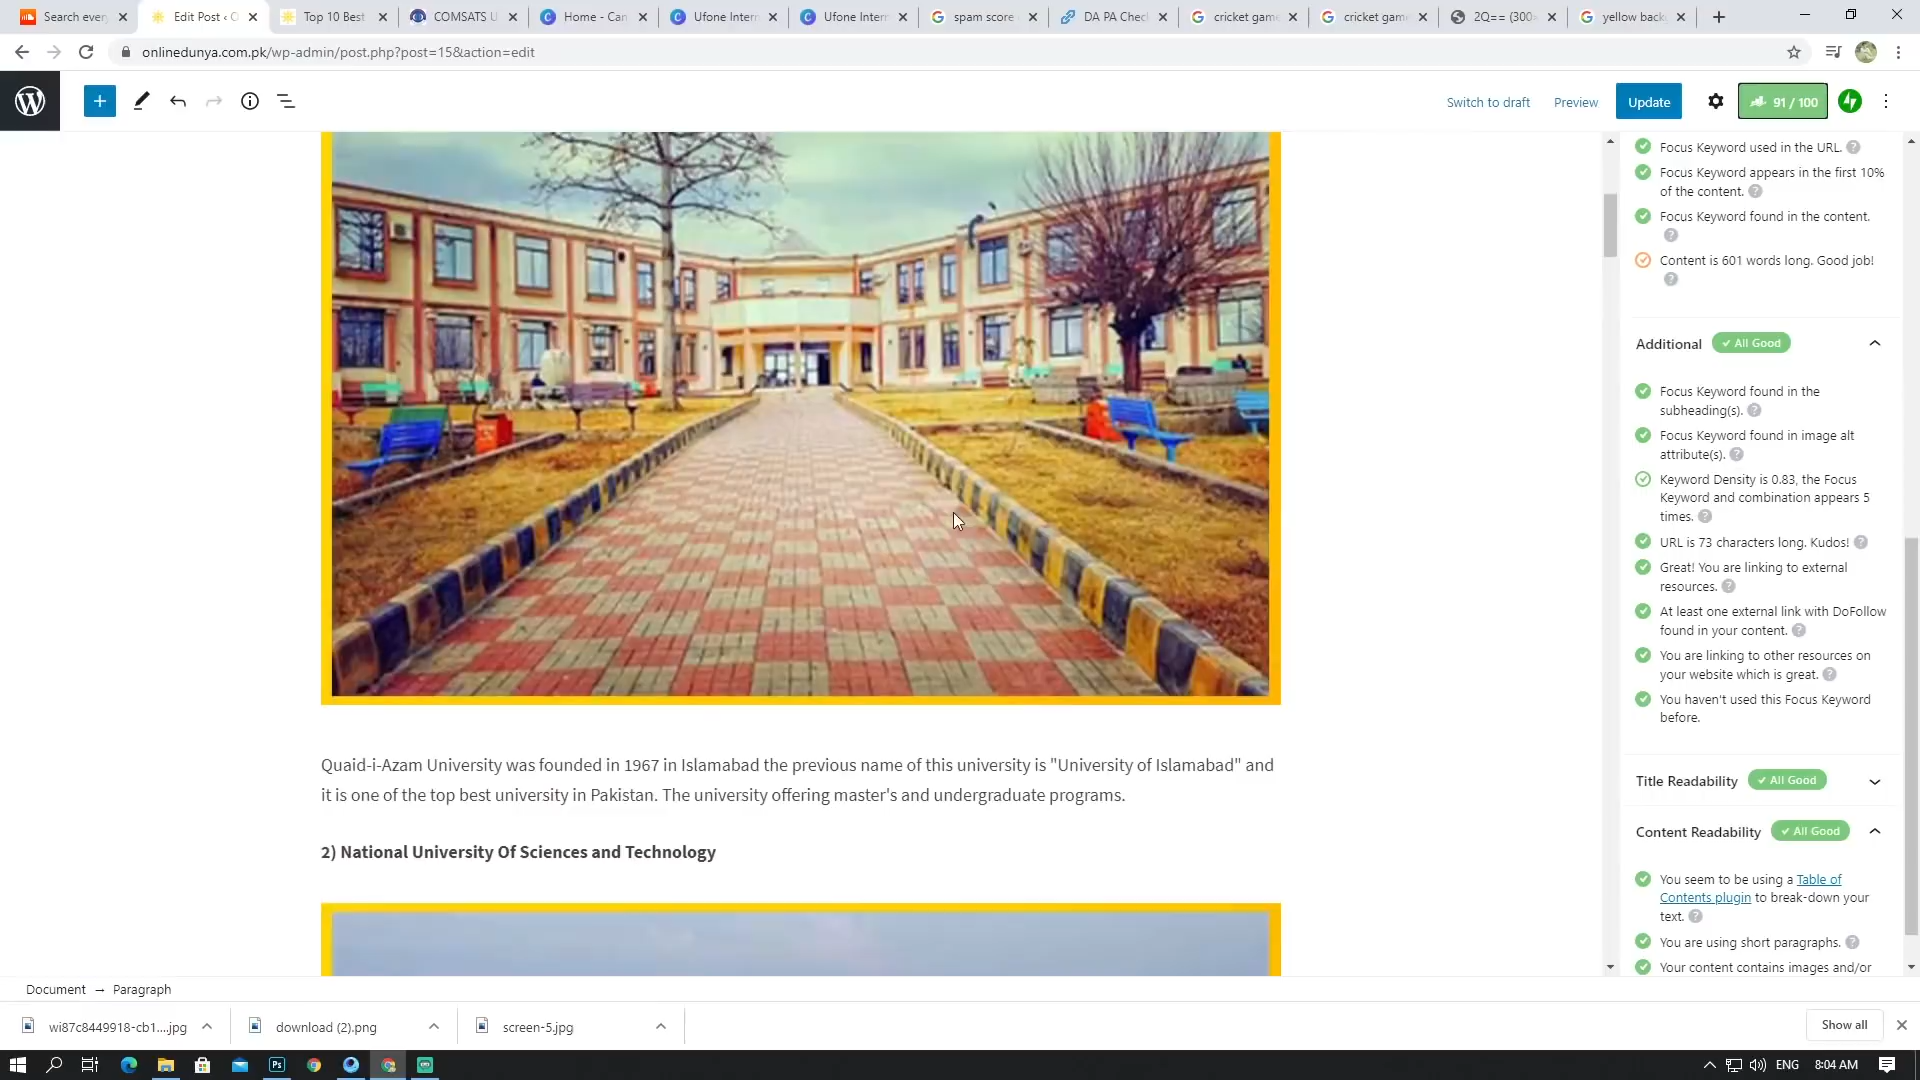 Search every
Edit Post ‹ O
Top 10 Best
COMSATS U
Home - Can
Ufone Intern
Ufone Intern
spam score
DA PA Chec
cricket game
cricket game
2Q== (300×
yellow back
onlinedunya.com.pk/wp-admin/post.php?post=15&action=edit
Switch to draft
Preview
Update
91 / 100
Focus Keyword used in the URL.
Focus Keyword appears in the first 10%
of the content.
Focus Keyword found in the content.
Content is 601 words long. Good job!
Additional
All Good
Focus Keyword found in the
subheading(s).
Focus Keyword found in image alt
attribute(s).
Keyword Density is 0.83, the Focus
Keyword and combination appears 5
times.
URL is 73 characters long. Kudos!
Great! You are linking to external
resources.
At least one external link with DoFollow
found in your content.
You are linking to other resources on
your website which is great.
You haven't used this Focus Keyword
before.
Title Readability
All Good
Content Readability
All Good
You seem to be using a Table of
Contents plugin to break-down your
text.
You are using short paragraphs.
Your content contains images and/or
Quaid-i-Azam University was founded in 1967 in Islamabad the previous name of this university is "University of Islamabad" and
it is one of the top best university in Pakistan. The university offering master's and undergraduate programs.
2) National University Of Sciences and Technology
Document → Paragraph
wi87c8449918-cb1....jpg
download (2).png
screen-5.jpg
Show all
Ps
ENG
8:04 AM